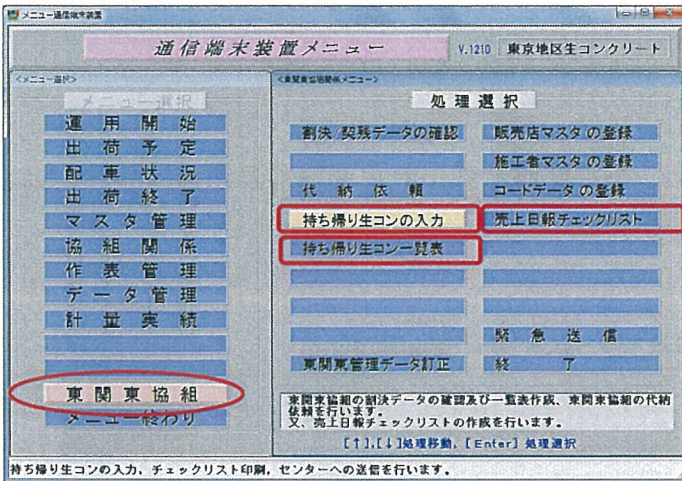 メニュー通信端末装置
通信端末装置メニュー
V.1210 東京地区生コンクリート
<メニュー選択>
メニュー選択
運用開始
出荷予定
配車状況
出荷終了
マスタ管理
協組関係
作表管理
データ管理
計量実績
東関東協組
メニュー終わり
<東関東協組関係メニュー>
処理選択
割決/契残データの確認
代納依頼
持ち帰り生コンの入力
持ち帰り生コン一覧表
東関東管理データ訂正
販売店マスタの登録
施工者マスタの登録
コードデータの登録
売上日報チェックリスト
緊急送信
終了
東関東協組の割決データの確認及び一覧表作成、東関東協組の代納
依頼を行います。
又、売上日報チェックリストの作成を行います。
[↑],[↓]処理移動、[Enter]処理選択
持ち帰り生コンの入力，チェックリスト印刷，センターへの送信を行います。